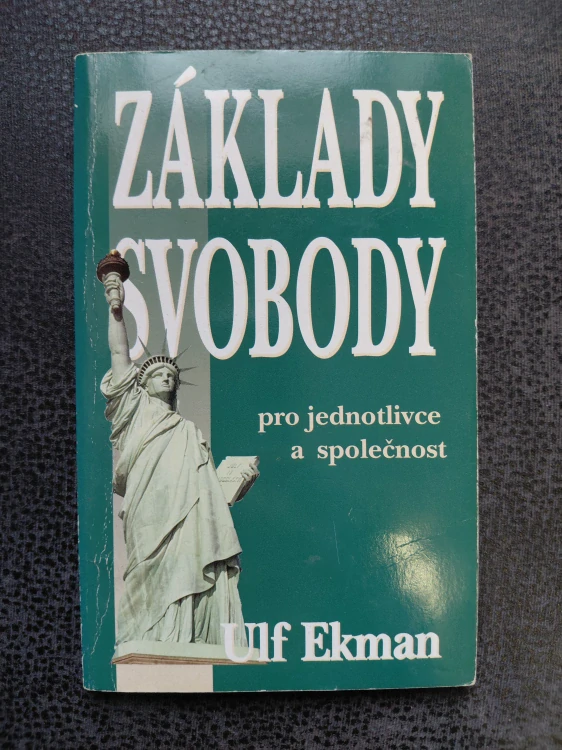 ZÁKLADY
SVOBODY
pro jednotlivce
a společnost
Ulf Ekman